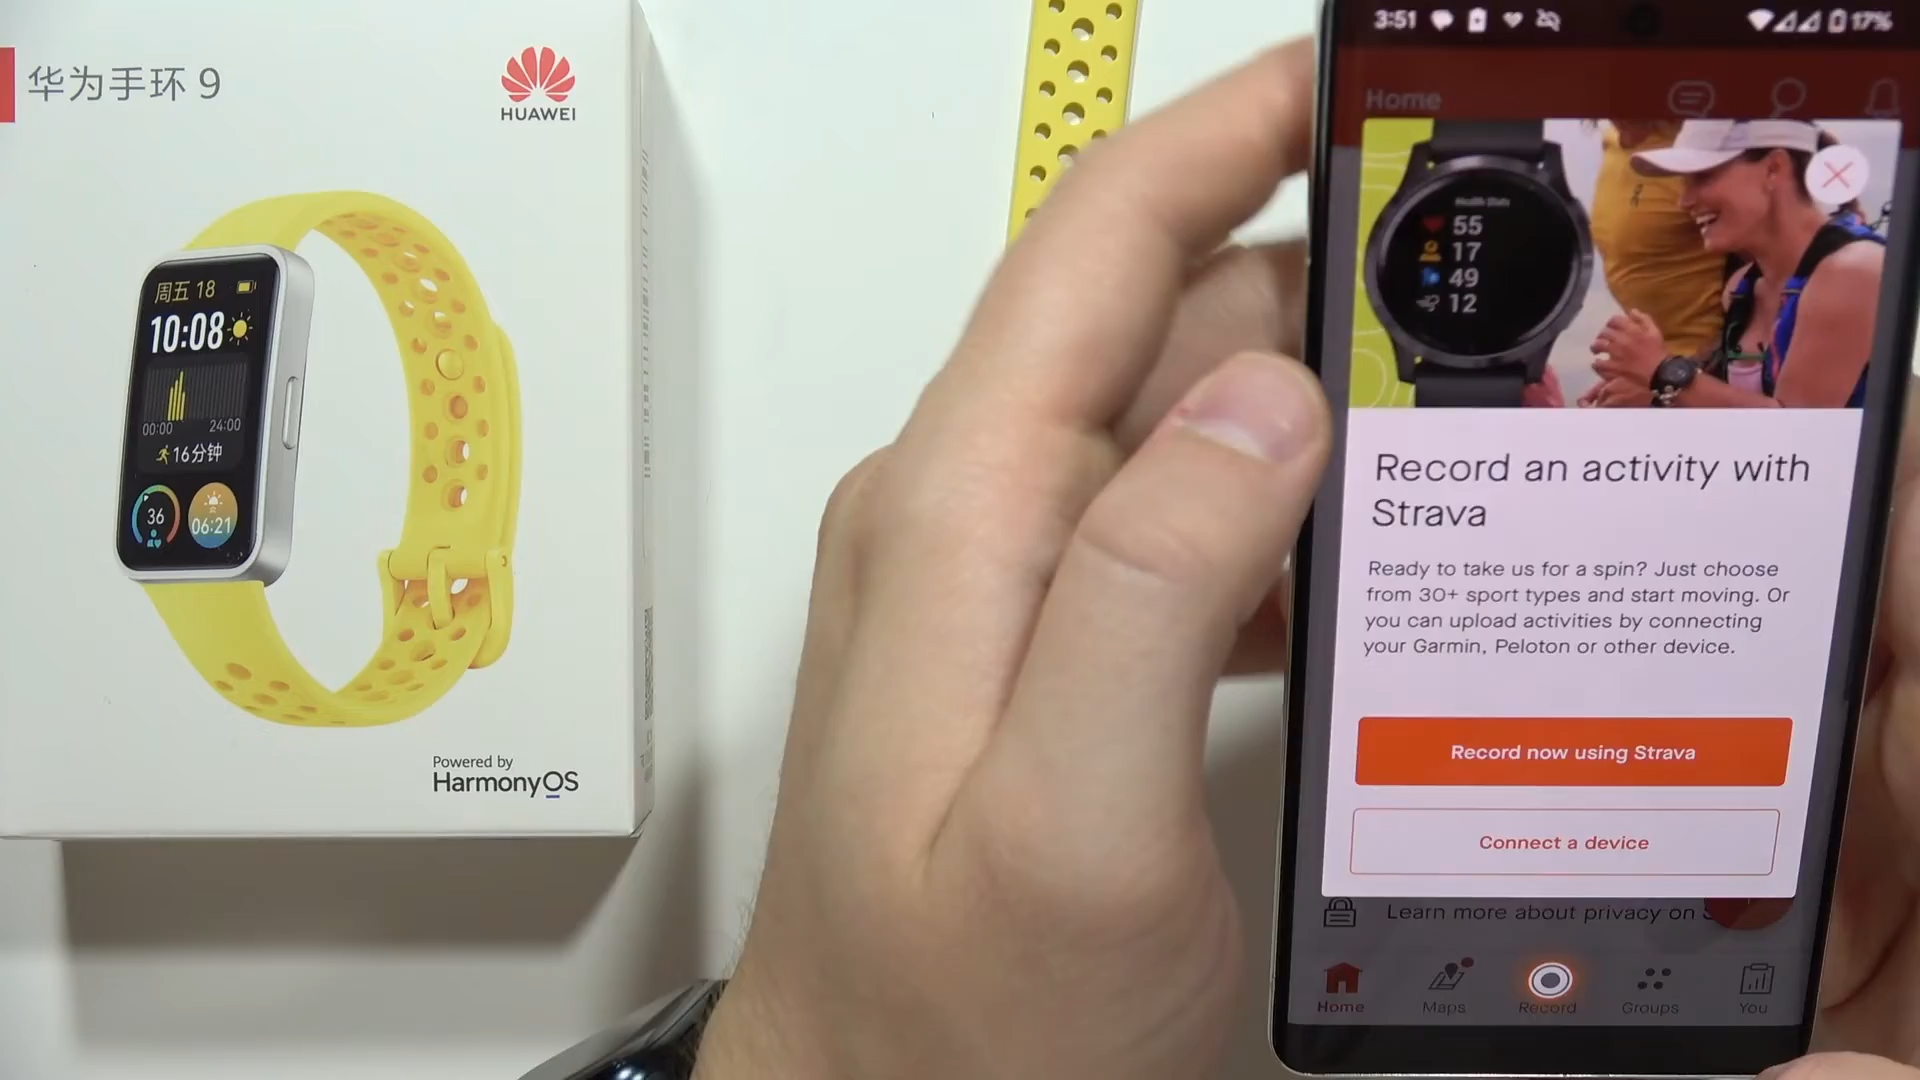 华为手环 9
HUAWEI
周五 18
10:08
00:00 24:00
16分钟
36
06:21
Powered by
HarmonyOS
3:51
17%
Home
Health Stats
55
17
49
12
Record an activity with
Strava
Ready to take us for a spin? Just choose
from 30+ sport types and start moving. Or
you can upload activities by connecting
your Garmin, Peloton or other device.
Record now using Strava
Connect a device
Learn more about privacy on
Home Maps Record Groups You